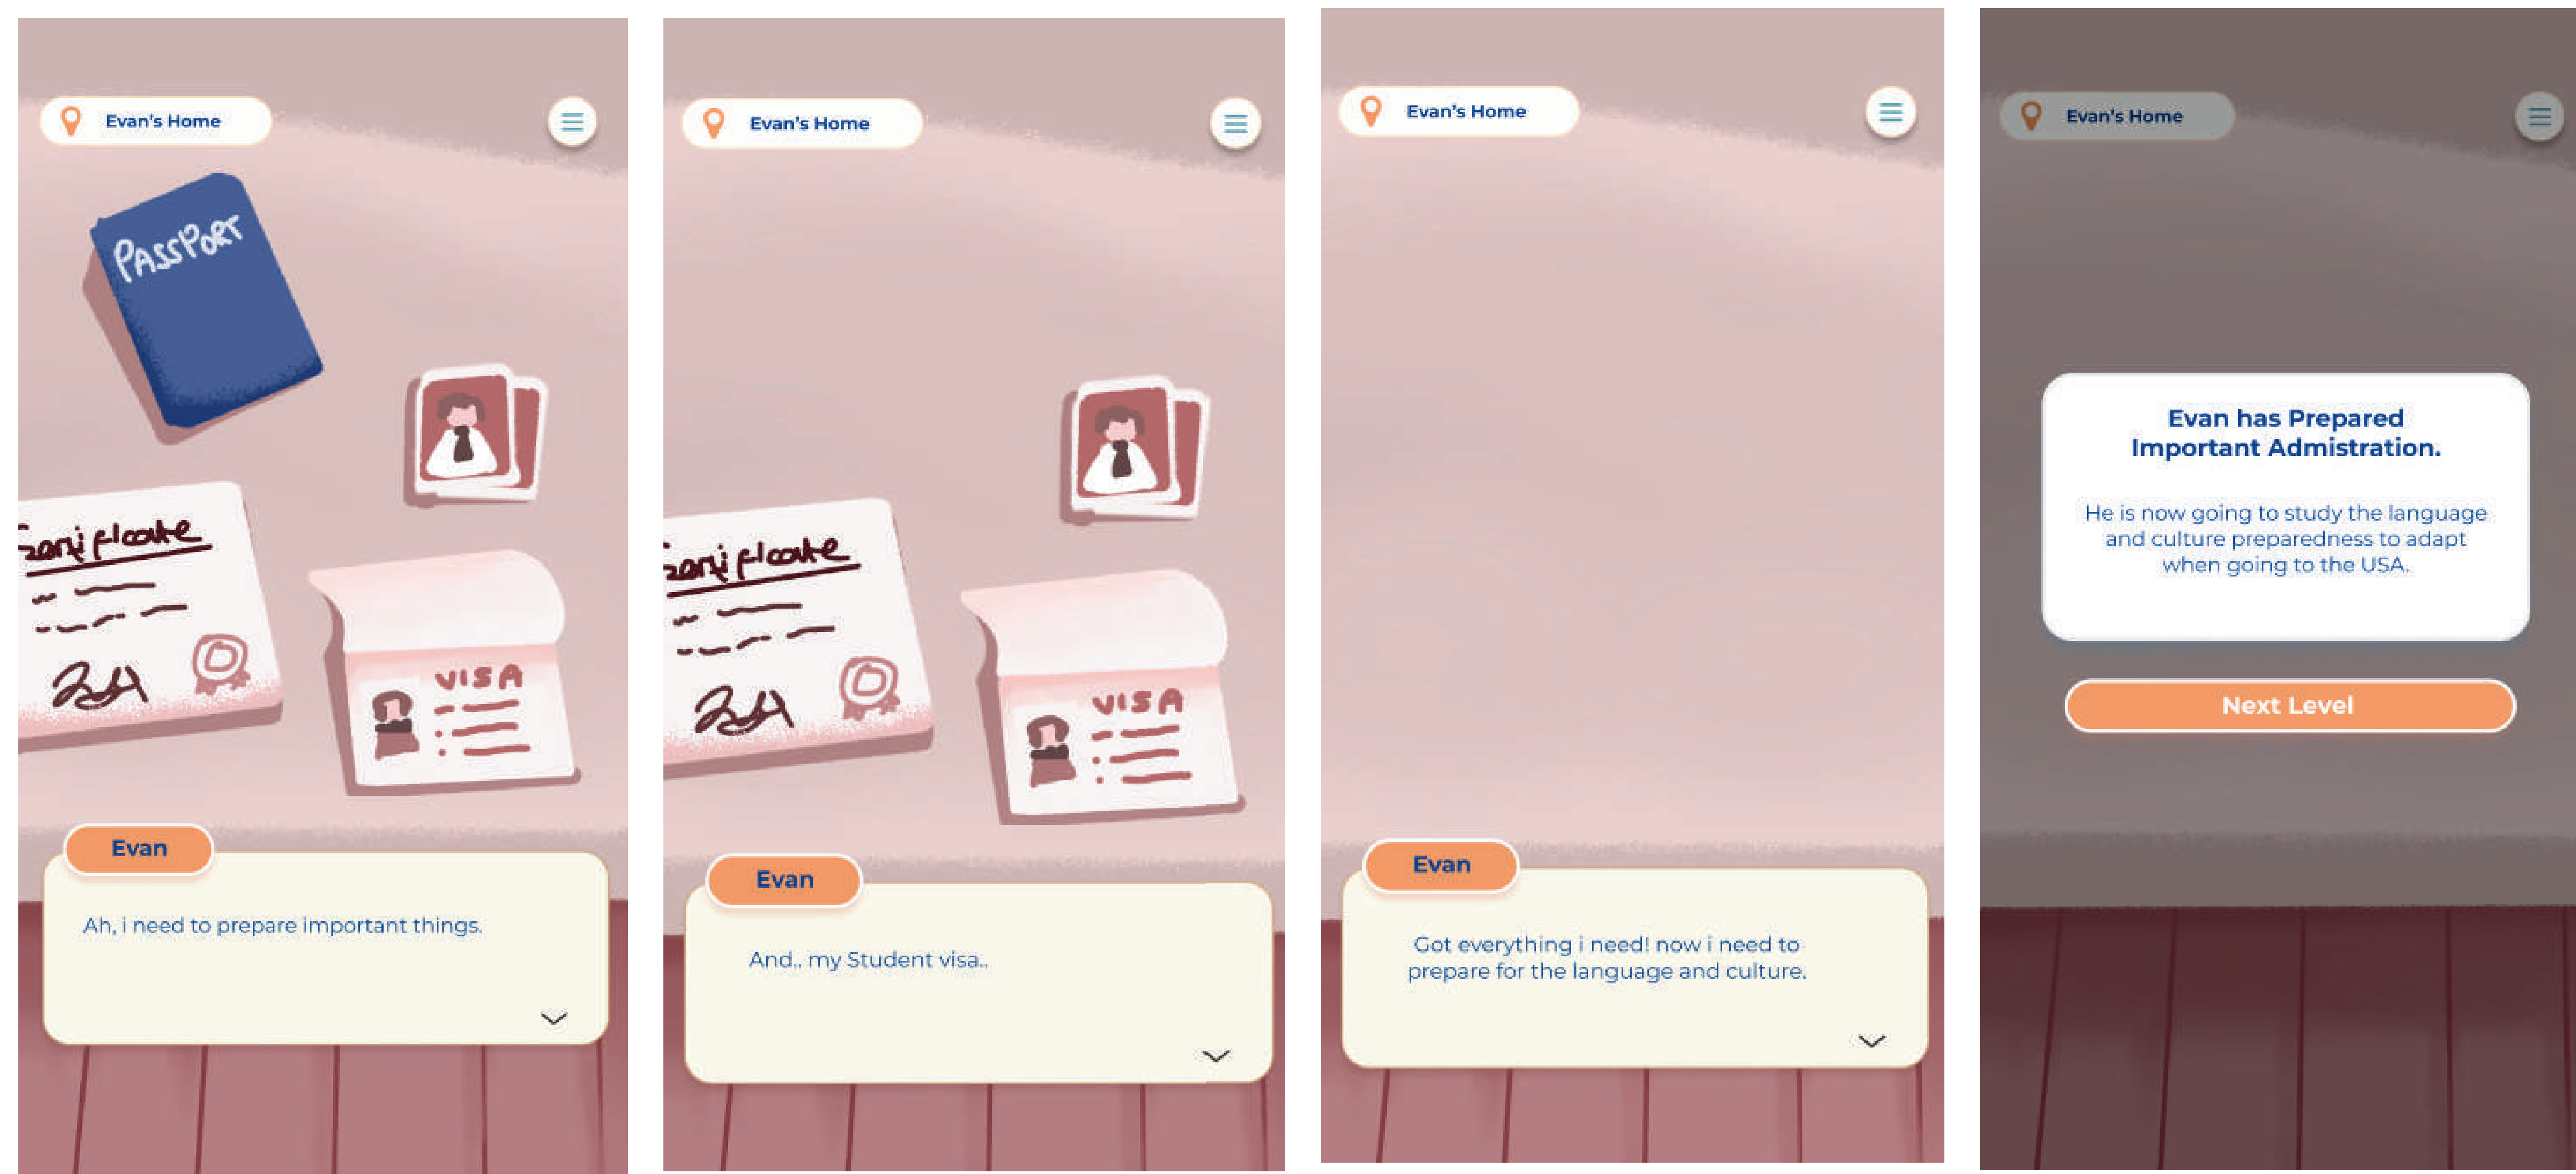 Evan's Home
PASSPORT
VISA
Evan
Ah, i need to prepare important things.
Evan's Home
VISA
Evan
And.. my Student visa..
Evan's Home
Evan
Got everything i need! now i need to
prepare for the language and culture.
Evan's Home
Evan has Prepared
Important Admistration.
He is now going to study the language
and culture preparedness to adapt
when going to the USA.
Next Level